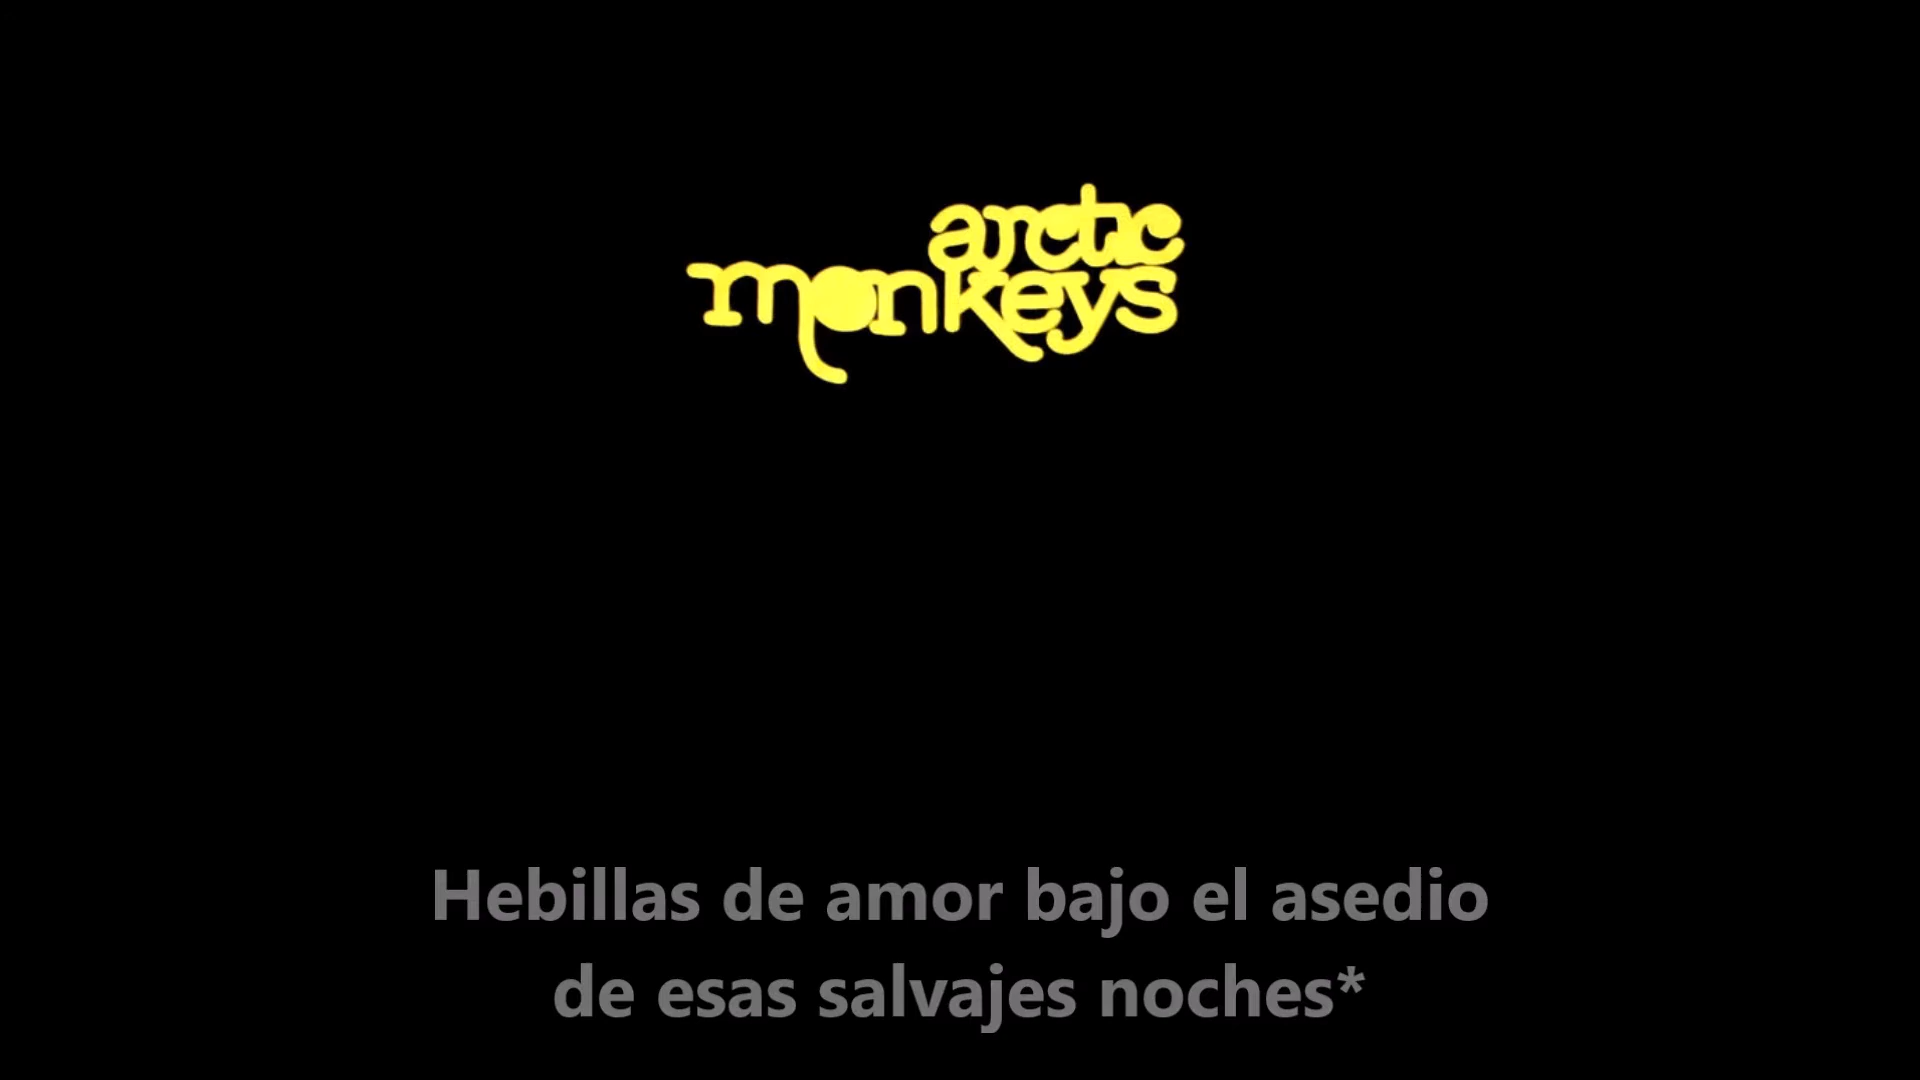 arctic
monkeys
Hebillas de amor bajo el asedio
de esas salvajes noches*